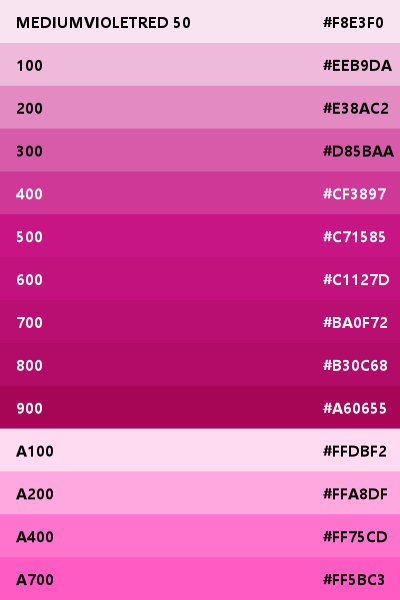 MEDIUMVIOLETRED 50 #F8E3F0
100 #EEB9DA
200 #E38AC2
300 #D85BAA
400 #CF3897
500 #C71585
600 #C1127D
700 #BA0F72
800 #B30C68
900 #A60655
A100 #FFDBF2
A200 #FFA8DF
A400 #FF75CD
A700 #FF5BC3